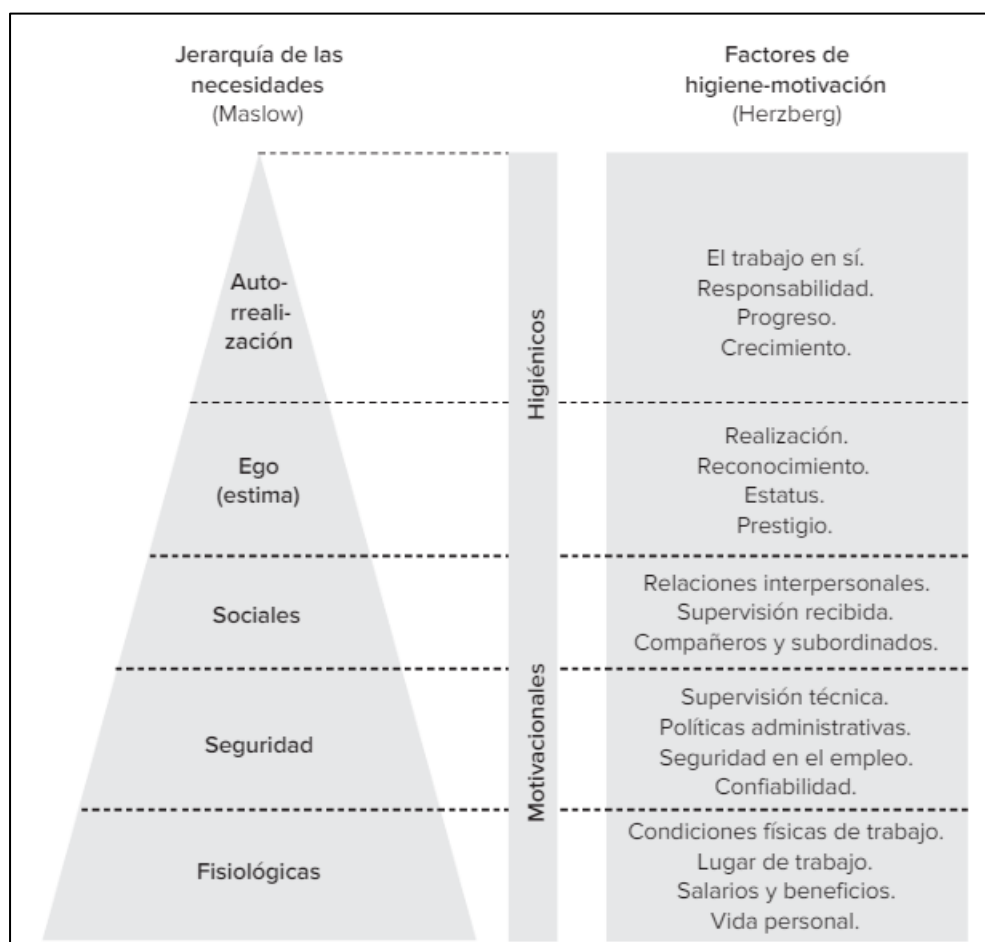 Jerarquía de las
necesidades
(Maslow)
Factores de
higiene-motivación
(Herzberg)
Auto-
rreali-
zación
Higiénicos
El trabajo en sí.
Responsabilidad.
Progreso.
Crecimiento.
Ego
(estima)
Realización.
Reconocimiento.
Estatus.
Prestigio.
Sociales
Relaciones interpersonales.
Supervisión recibida.
Compañeros y subordinados.
Motivacionales
Seguridad
Supervisión técnica.
Políticas administrativas.
Seguridad en el empleo.
Confiabilidad.
Fisiológicas
Condiciones físicas de trabajo.
Lugar de trabajo.
Salarios y beneficios.
Vida personal.